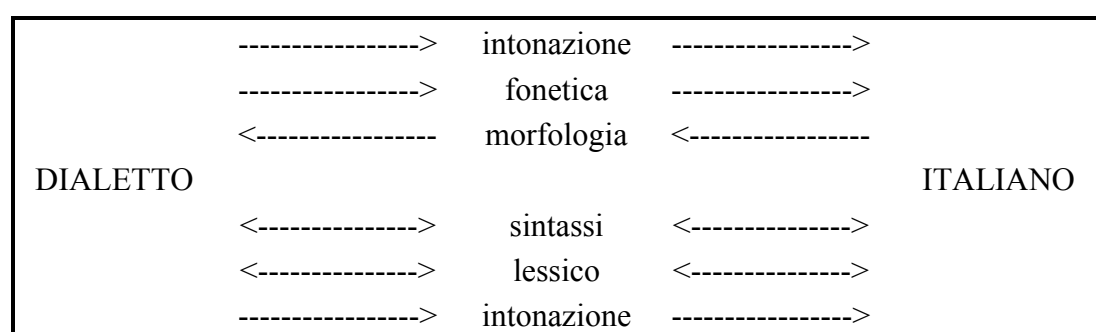 -----------------> intonazione ----------------->
-----------------> fonetica ----------------->
<----------------- morfologia <-----------------
DIALETTO ITALIANO
<---------------> sintassi <--------------->
<---------------> lessico <--------------->
-----------------> intonazione ----------------->